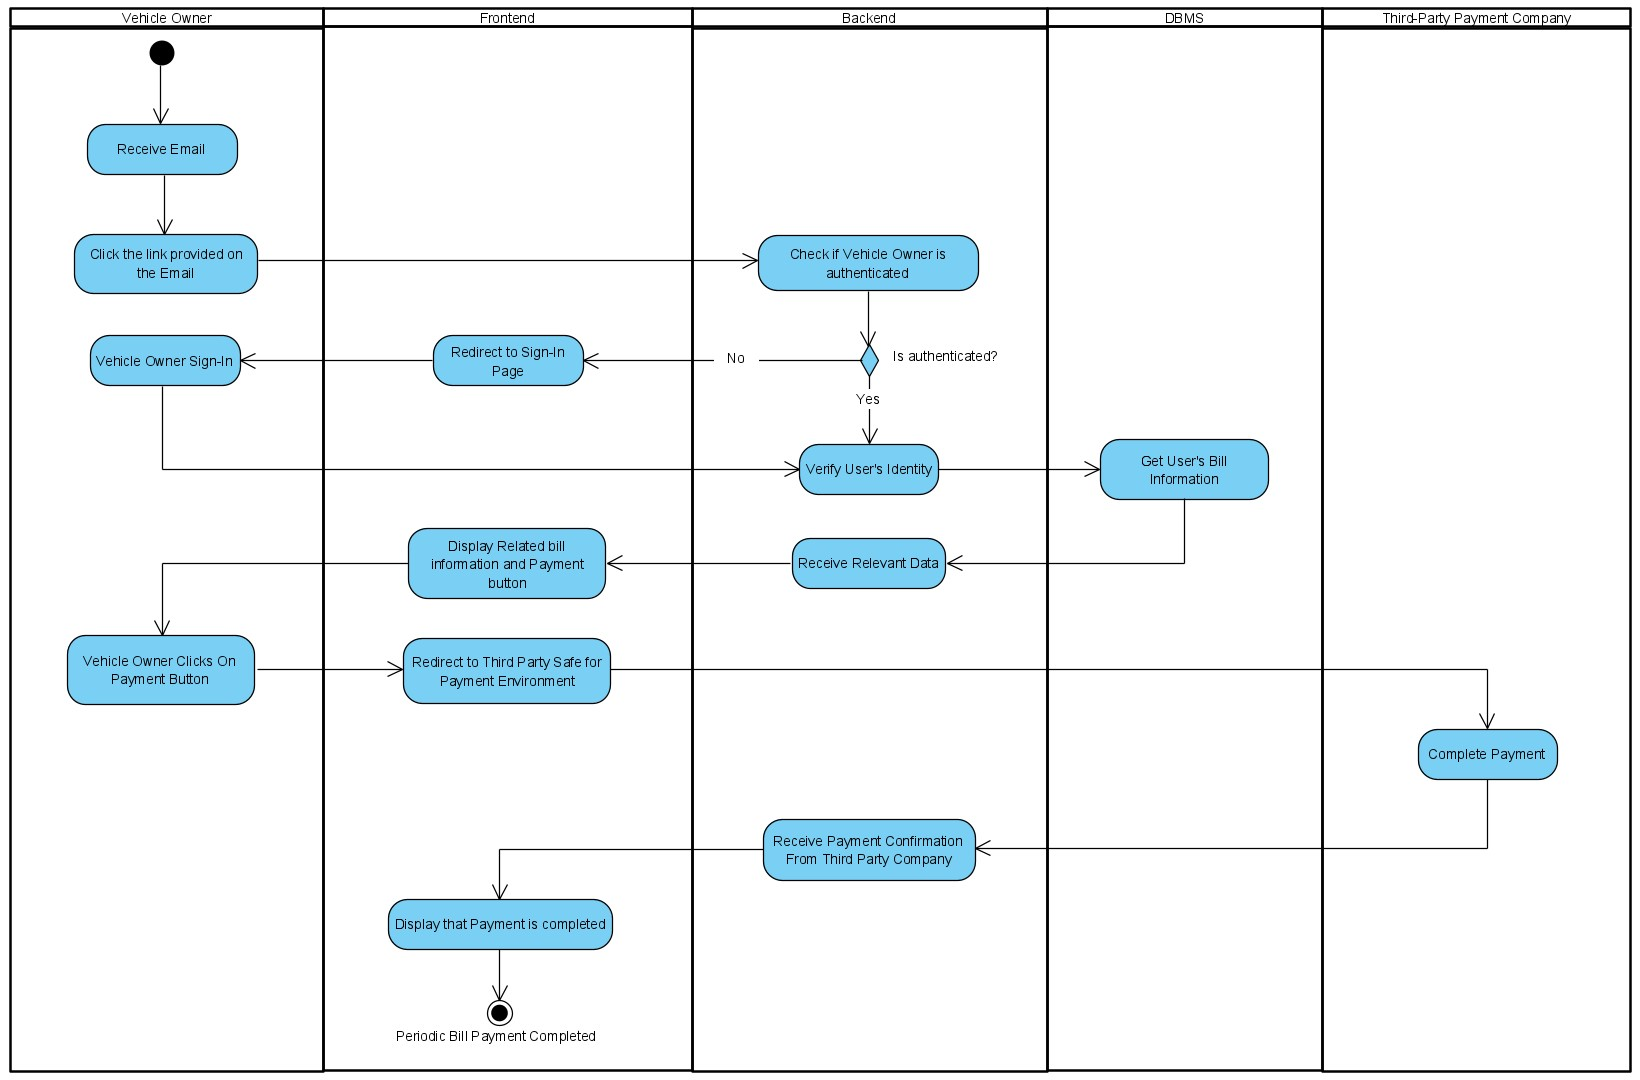 Vehicle Owner
Frontend
Backend
DBMS
Third-Party Payment Company
Receive Email
Click the link provided on
the Email
Check if Vehicle Owner is
authenticated
Vehicle Owner Sign-In
Redirect to Sign-In
Page
No
Is authenticated?
Yes
Verify User's Identity
Get User's Bill
Information
Display Related bill
information and Payment
button
Receive Relevant Data
Vehicle Owner Clicks On
Payment Button
Redirect to Third Party Safe for
Payment Environment
Complete Payment
Receive Payment Confirmation
From Third Party Company
Display that Payment is completed
Periodic Bill Payment Completed